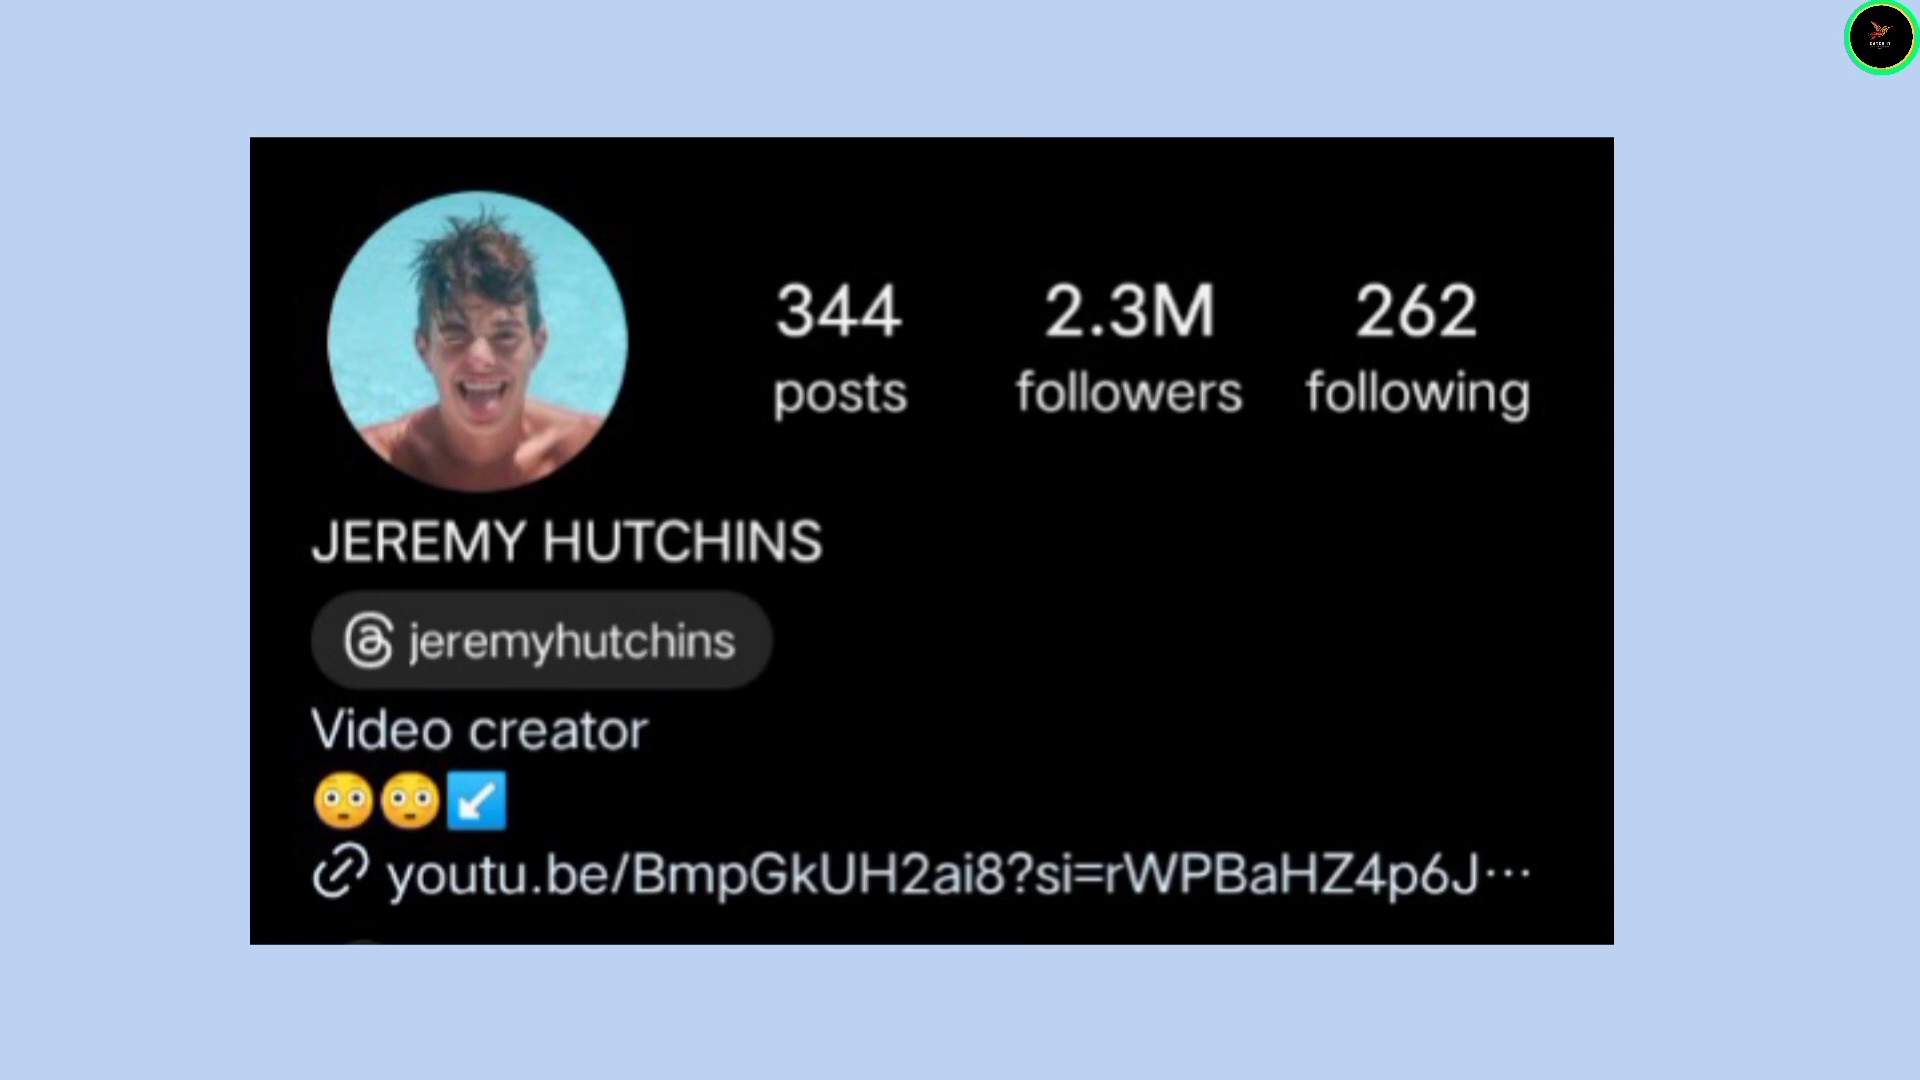 344 2.3M 262
posts followers following
JEREMY HUTCHINS
jeremyhutchins
Video creator
😳😳↙️
youtu.be/BmpGkUH2ai8?si=rWPBaHZ4p6J···